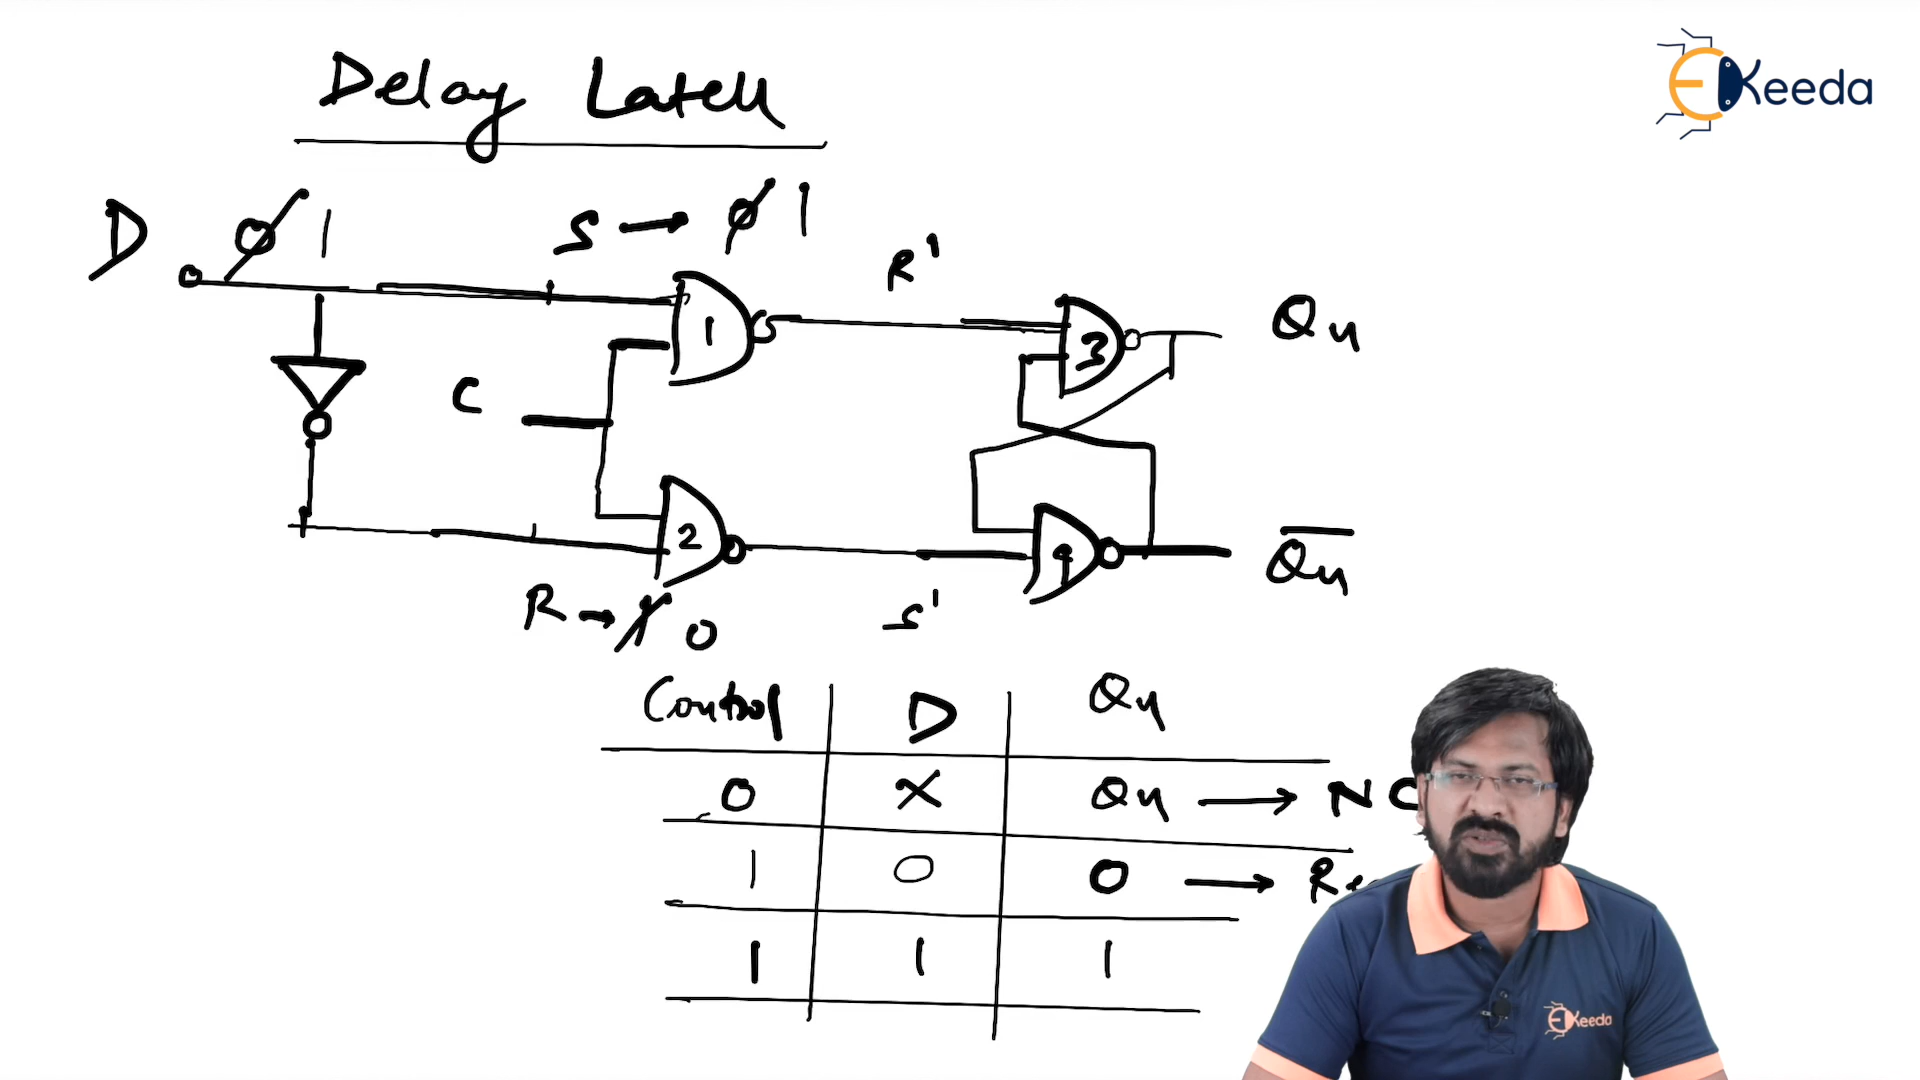 Delay Latch
EKeeda
D 0 1
S → 0 1
R'
1
3
Qn
C
2
4
Qn
R → 1 0
S'
Control D Qn
0 X Qn → NC
1 0 0 →
1 1 1
EKeeda